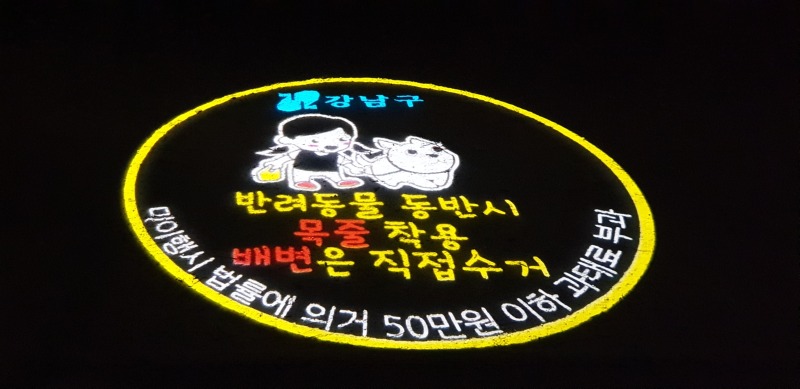 강남구
반려동물 동반시
목줄 착용
배변은 직접수거
미이행시 법률에 의거 50만원 이하 과태료 부과